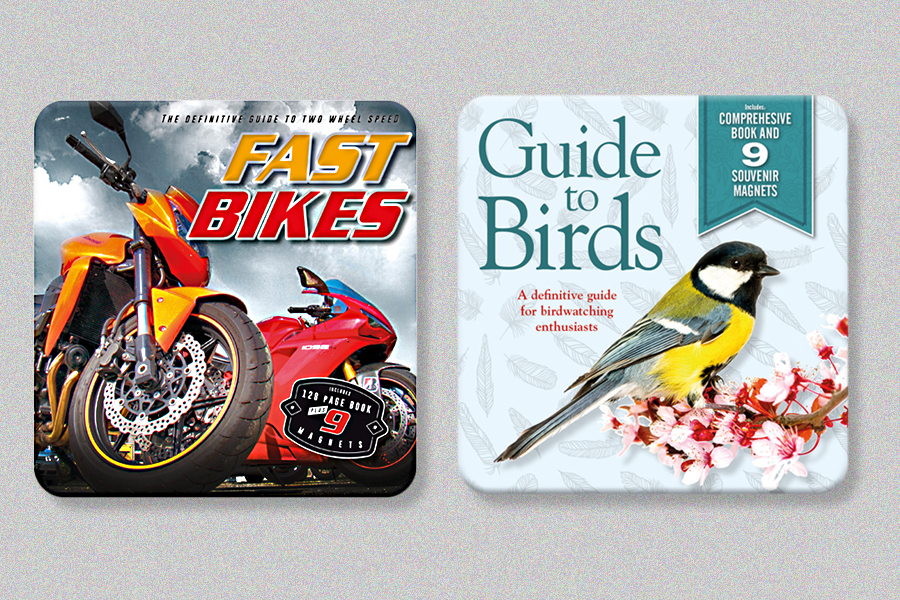 THE DEFINITIVE GUIDE TO TWO WHEEL SPEED
FAST
BIKES
1098
INCLUDES
128 PAGE BOOK
PLUS
9
MAGNETS
Guide
to
Birds
A definitive guide
for birdwatching
enthusiasts
Includes:
COMPREHESIVE
BOOK AND
9
SOUVENIR
MAGNETS